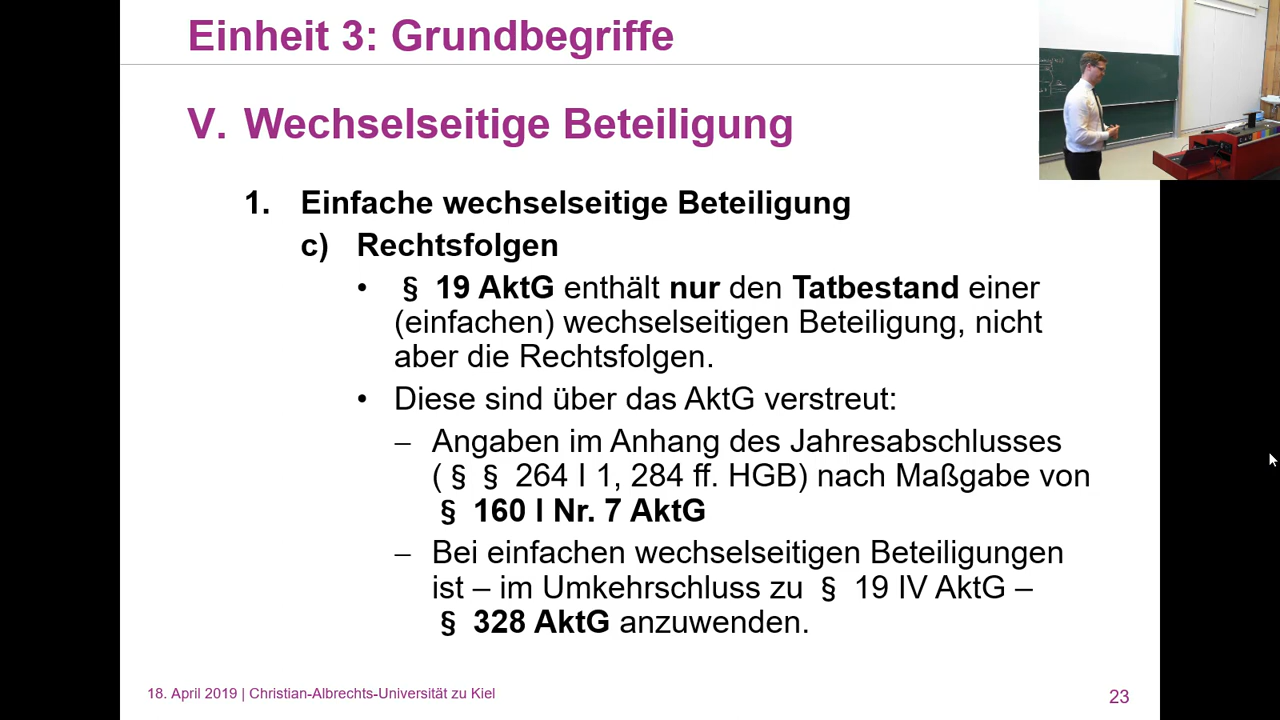 Einheit 3: Grundbegriffe
V. Wechselseitige Beteiligung
1. Einfache wechselseitige Beteiligung
c) Rechtsfolgen
• § 19 AktG enthält nur den Tatbestand einer
(einfachen) wechselseitigen Beteiligung, nicht
aber die Rechtsfolgen.
• Diese sind über das AktG verstreut:
– Angaben im Anhang des Jahresabschlusses
( § § 264 I 1, 284 ff. HGB) nach Maßgabe von
§ 160 I Nr. 7 AktG
– Bei einfachen wechselseitigen Beteiligungen
ist – im Umkehrschluss zu § 19 IV AktG –
§ 328 AktG anzuwenden.
18. April 2019 | Christian-Albrechts-Universität zu Kiel
23